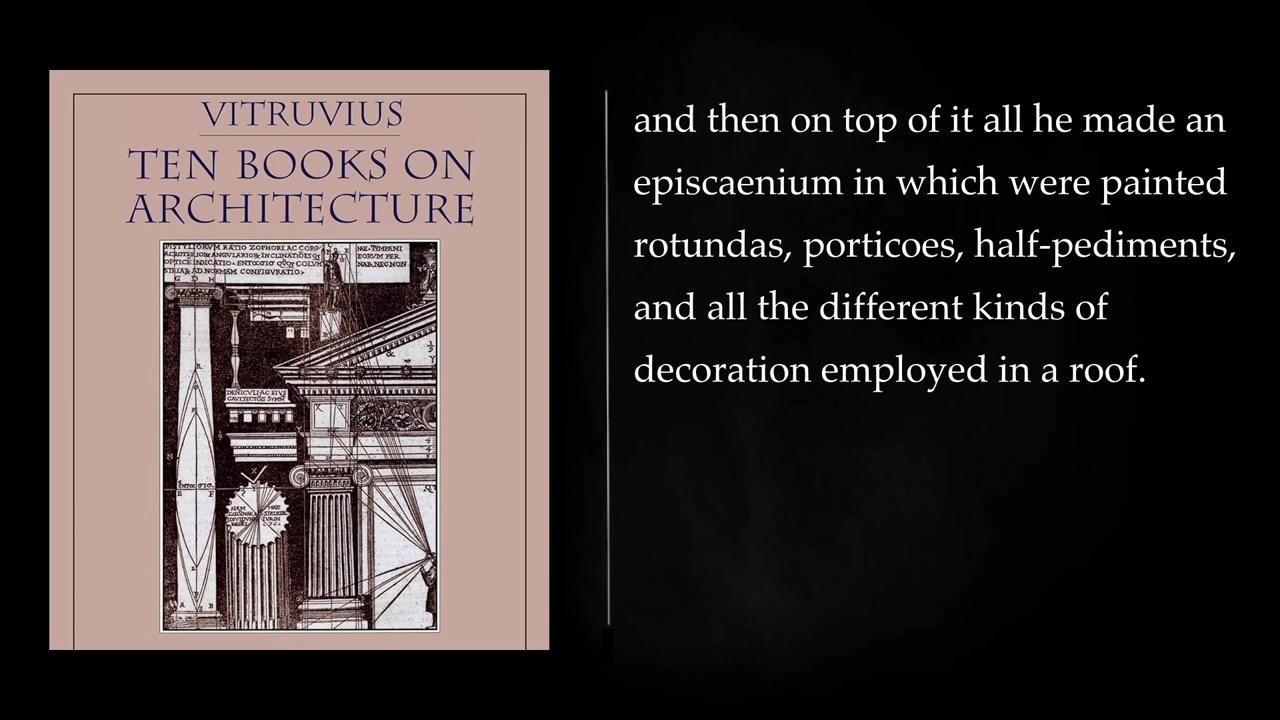 VITRUVIUS
TEN BOOKS ON
ARCHITECTURE
and then on top of it all he made an
episcaenium in which were painted
rotundas, porticoes, half-pediments,
and all the different kinds of
decoration employed in a roof.